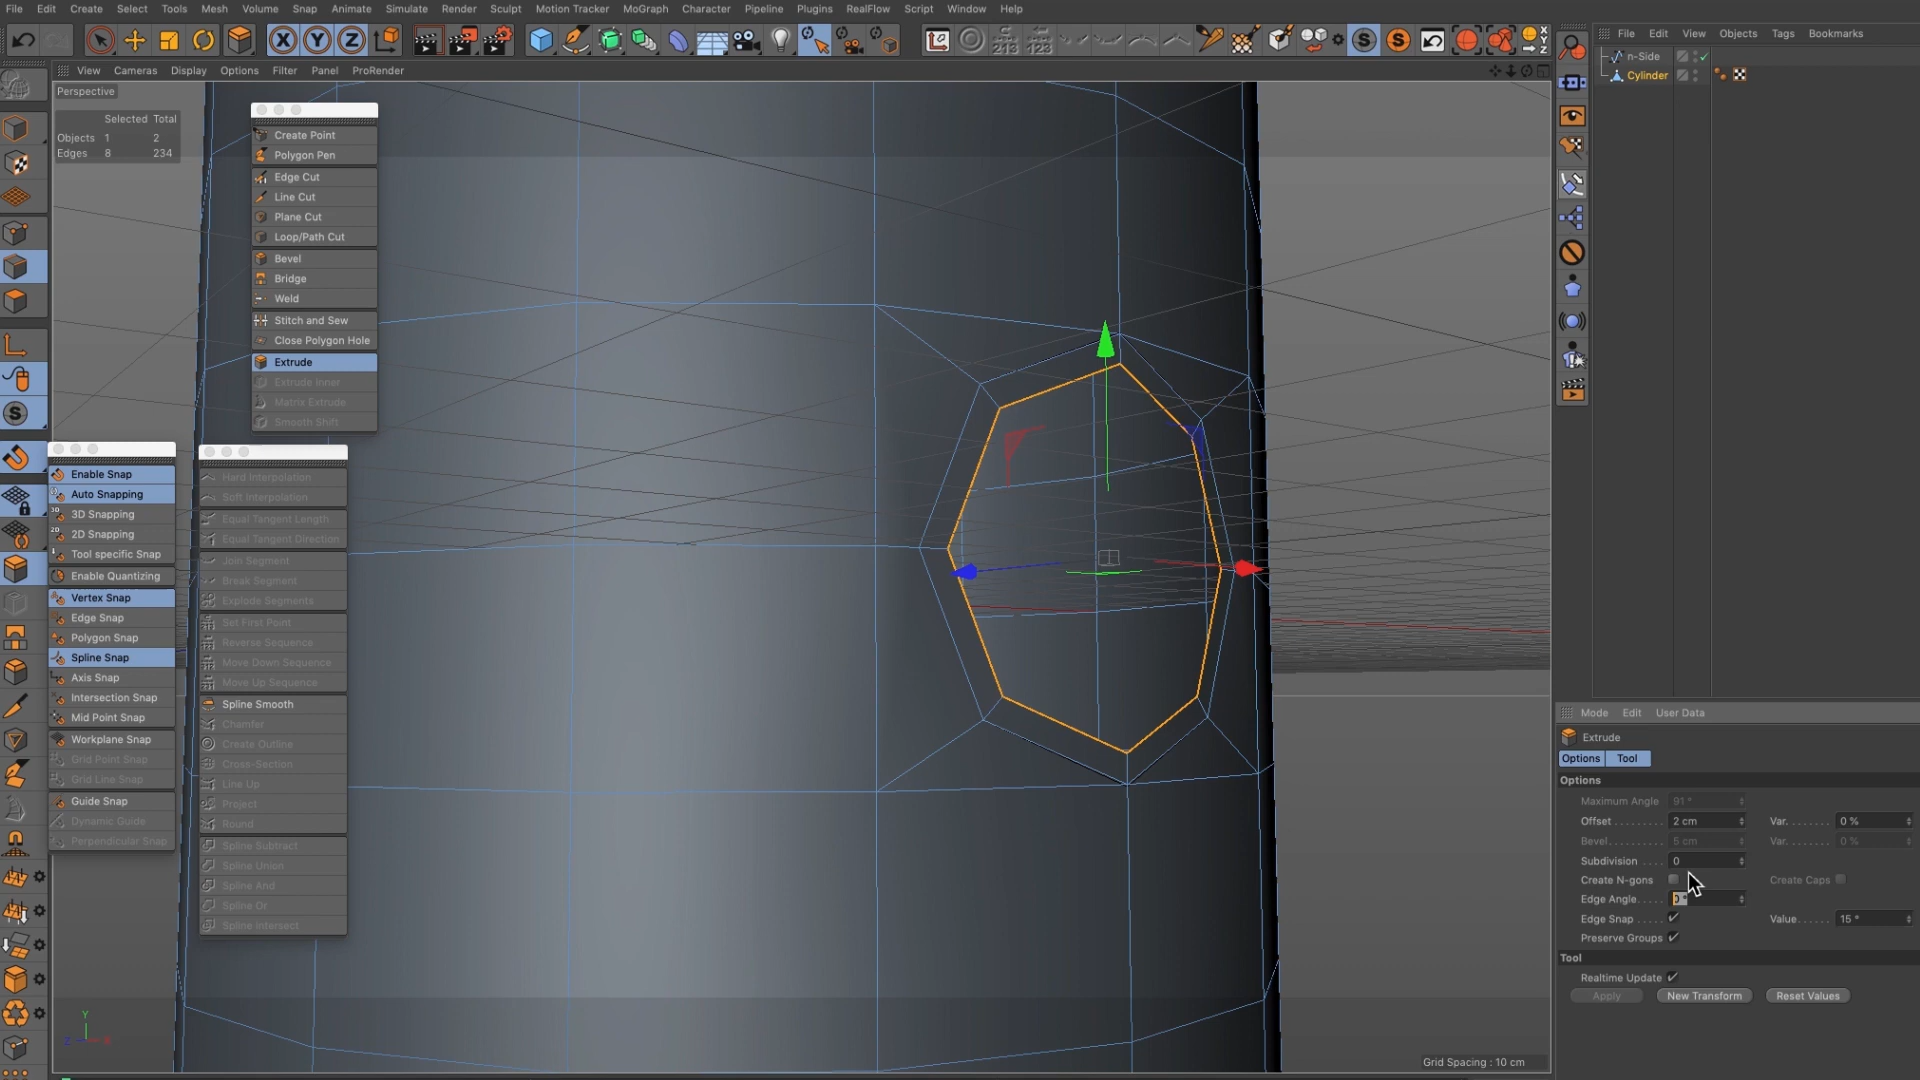 File Edit Create Select Tools Mesh Volume Snap Animate Simulate Render Sculpt Motion Tracker MoGraph Character Pipeline Plugins RealFlow Script Window Help
File Edit View Objects Tags Bookmarks
View Cameras Display Options Filter Panel ProRender
n-Side
Cylinder
Perspective
Selected Total
Objects 1 2
Edges 8 234
Create Point
Polygon Pen
Edge Cut
Line Cut
Plane Cut
Loop/Path Cut
Bevel
Bridge
Weld
Stitch and Sew
Close Polygon Hole
Extrude
Extrude Inner
Matrix Extrude
Smooth Shift
Enable Snap
Auto Snapping
3D Snapping
2D Snapping
Tool specific Snap
Enable Quantizing
Vertex Snap
Edge Snap
Polygon Snap
Spline Snap
Axis Snap
Intersection Snap
Mid Point Snap
Workplane Snap
Grid Point Snap
Grid Line Snap
Guide Snap
Dynamic Guide
Perpendicular Snap
Hard Interpolation
Soft Interpolation
Equal Tangent Length
Equal Tangent Direction
Join Segment
Break Segment
Explode Segments
Set First Point
Reverse Sequence
Move Down Sequence
Move Up Sequence
Spline Smooth
Chamfer
Create Outline
Cross-Section
Line Up
Project
Round
Spline Subtract
Spline Union
Spline And
Spline Or
Spline Intersect
Mode Edit User Data
Extrude
Options Tool
Options
Maximum Angle 91 °
Offset 2 cm Var. 0 %
Bevel 5 cm Var. 0 %
Subdivision 0
Create N-gons Create Caps
Edge Angle 0 °
Edge Snap Value 15 °
Preserve Groups
Tool
Realtime Update
Apply New Transform Reset Values
Grid Spacing : 10 cm